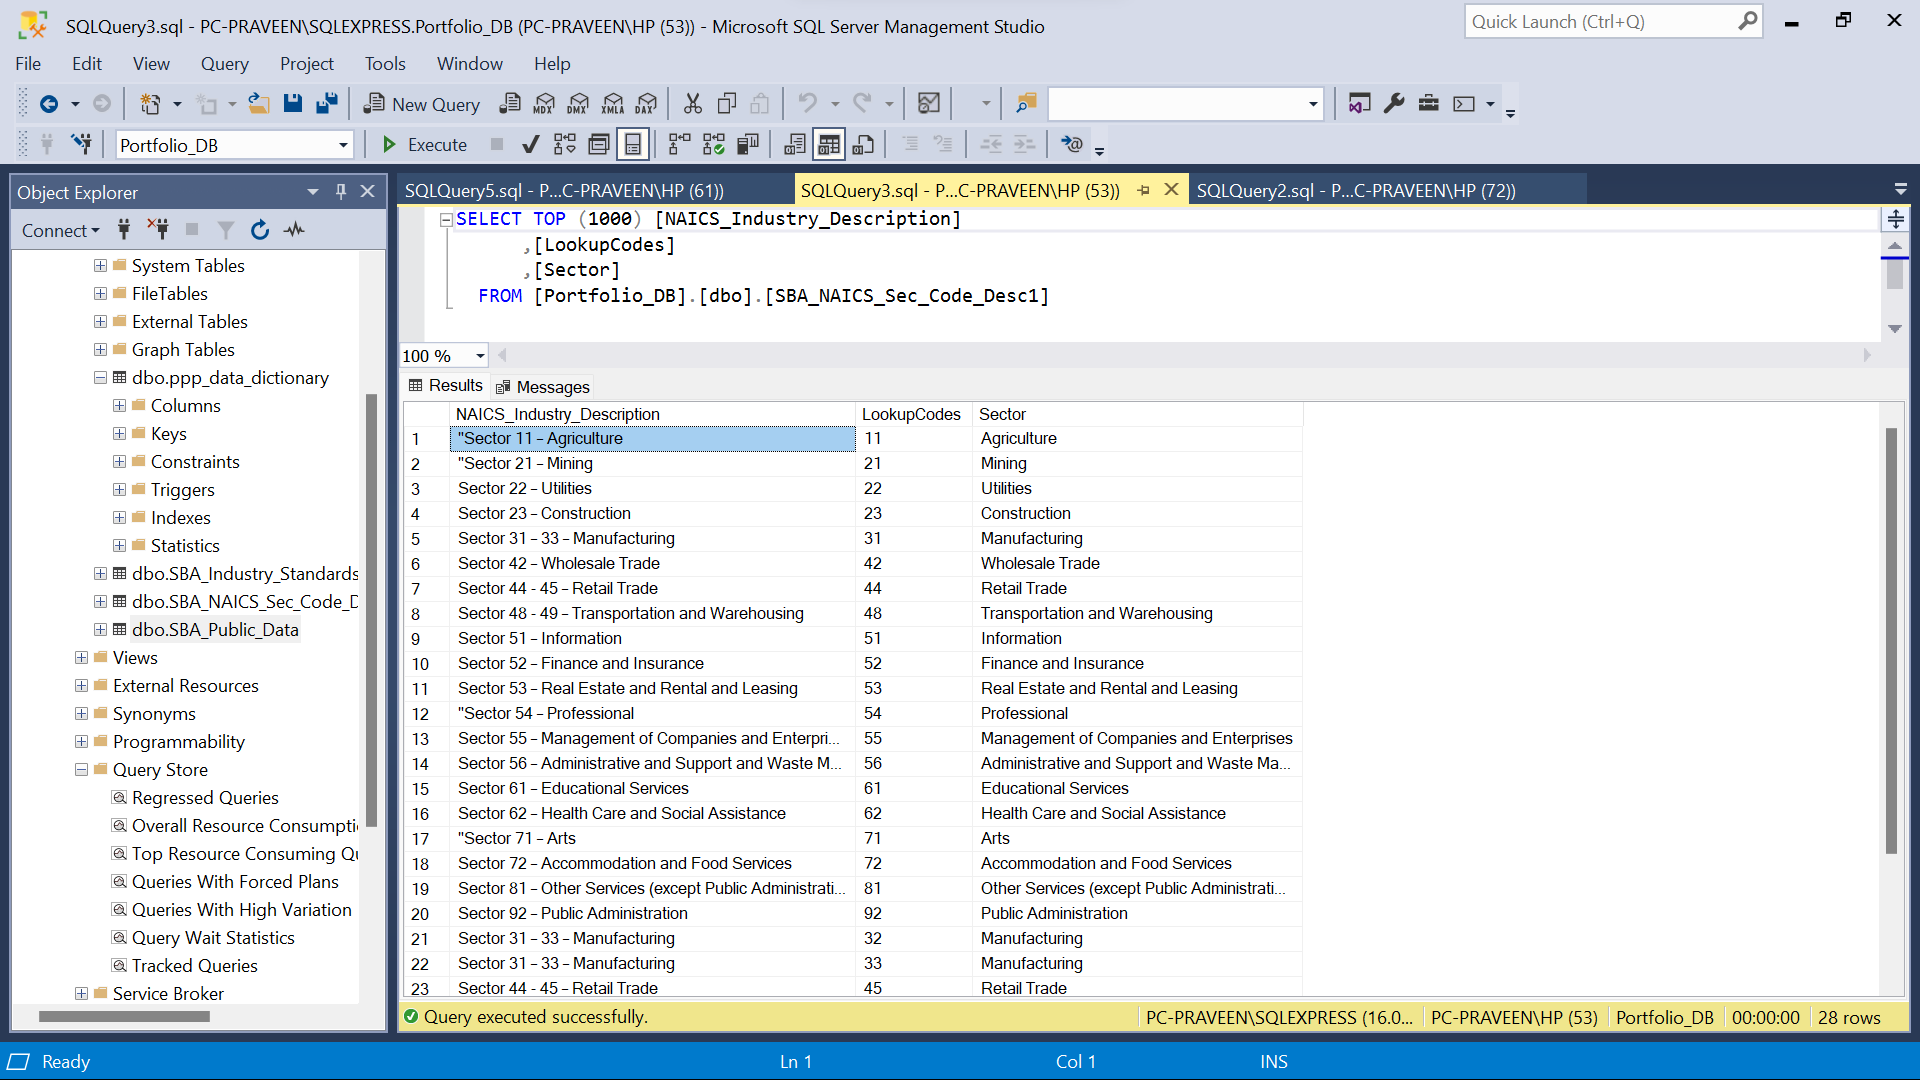 SQLQuery3.sql - PC-PRAVEEN\SQLEXPRESS.Portfolio_DB (PC-PRAVEEN\HP (53)) - Microsoft SQL Server Management Studio
Quick Launch (Ctrl+Q)
File Edit View Query Project Tools Window Help
New Query MDX DMX XMLA DAX
Portfolio_DB Execute
Object Explorer
Connect
System Tables
FileTables
External Tables
Graph Tables
dbo.ppp_data_dictionary
Columns
Keys
Constraints
Triggers
Indexes
Statistics
dbo.SBA_Industry_Standards
dbo.SBA_NAICS_Sec_Code_D
dbo.SBA_Public_Data
Views
External Resources
Synonyms
Programmability
Query Store
Regressed Queries
Overall Resource Consumpti
Top Resource Consuming Qu
Queries With Forced Plans
Queries With High Variation
Query Wait Statistics
Tracked Queries
Service Broker
SQLQuery5.sql - P...C-PRAVEEN\HP (61)) SQLQuery3.sql - P...C-PRAVEEN\HP (53)) SQLQuery2.sql - P...C-PRAVEEN\HP (72))
SELECT TOP (1000) [NAICS_Industry_Description]
,[LookupCodes]
,[Sector]
FROM [Portfolio_DB].[dbo].[SBA_NAICS_Sec_Code_Desc1]
100 %
Results Messages
NAICS_Industry_Description LookupCodes Sector
1 "Sector 11 – Agriculture 11 Agriculture
2 "Sector 21 – Mining 21 Mining
3 Sector 22 – Utilities 22 Utilities
4 Sector 23 – Construction 23 Construction
5 Sector 31 – 33 – Manufacturing 31 Manufacturing
6 Sector 42 – Wholesale Trade 42 Wholesale Trade
7 Sector 44 - 45 – Retail Trade 44 Retail Trade
8 Sector 48 - 49 – Transportation and Warehousing 48 Transportation and Warehousing
9 Sector 51 – Information 51 Information
10 Sector 52 – Finance and Insurance 52 Finance and Insurance
11 Sector 53 – Real Estate and Rental and Leasing 53 Real Estate and Rental and Leasing
12 "Sector 54 – Professional 54 Professional
13 Sector 55 – Management of Companies and Enterpri... 55 Management of Companies and Enterprises
14 Sector 56 – Administrative and Support and Waste M... 56 Administrative and Support and Waste Ma...
15 Sector 61 – Educational Services 61 Educational Services
16 Sector 62 – Health Care and Social Assistance 62 Health Care and Social Assistance
17 "Sector 71 – Arts 71 Arts
18 Sector 72 – Accommodation and Food Services 72 Accommodation and Food Services
19 Sector 81 – Other Services (except Public Administrati... 81 Other Services (except Public Administrati...
20 Sector 92 – Public Administration 92 Public Administration
21 Sector 31 – 33 – Manufacturing 32 Manufacturing
22 Sector 31 – 33 – Manufacturing 33 Manufacturing
23 Sector 44 - 45 – Retail Trade 45 Retail Trade
Query executed successfully. PC-PRAVEEN\SQLEXPRESS (16.0... PC-PRAVEEN\HP (53) Portfolio_DB 00:00:00 28 rows
Ready Ln 1 Col 1 INS